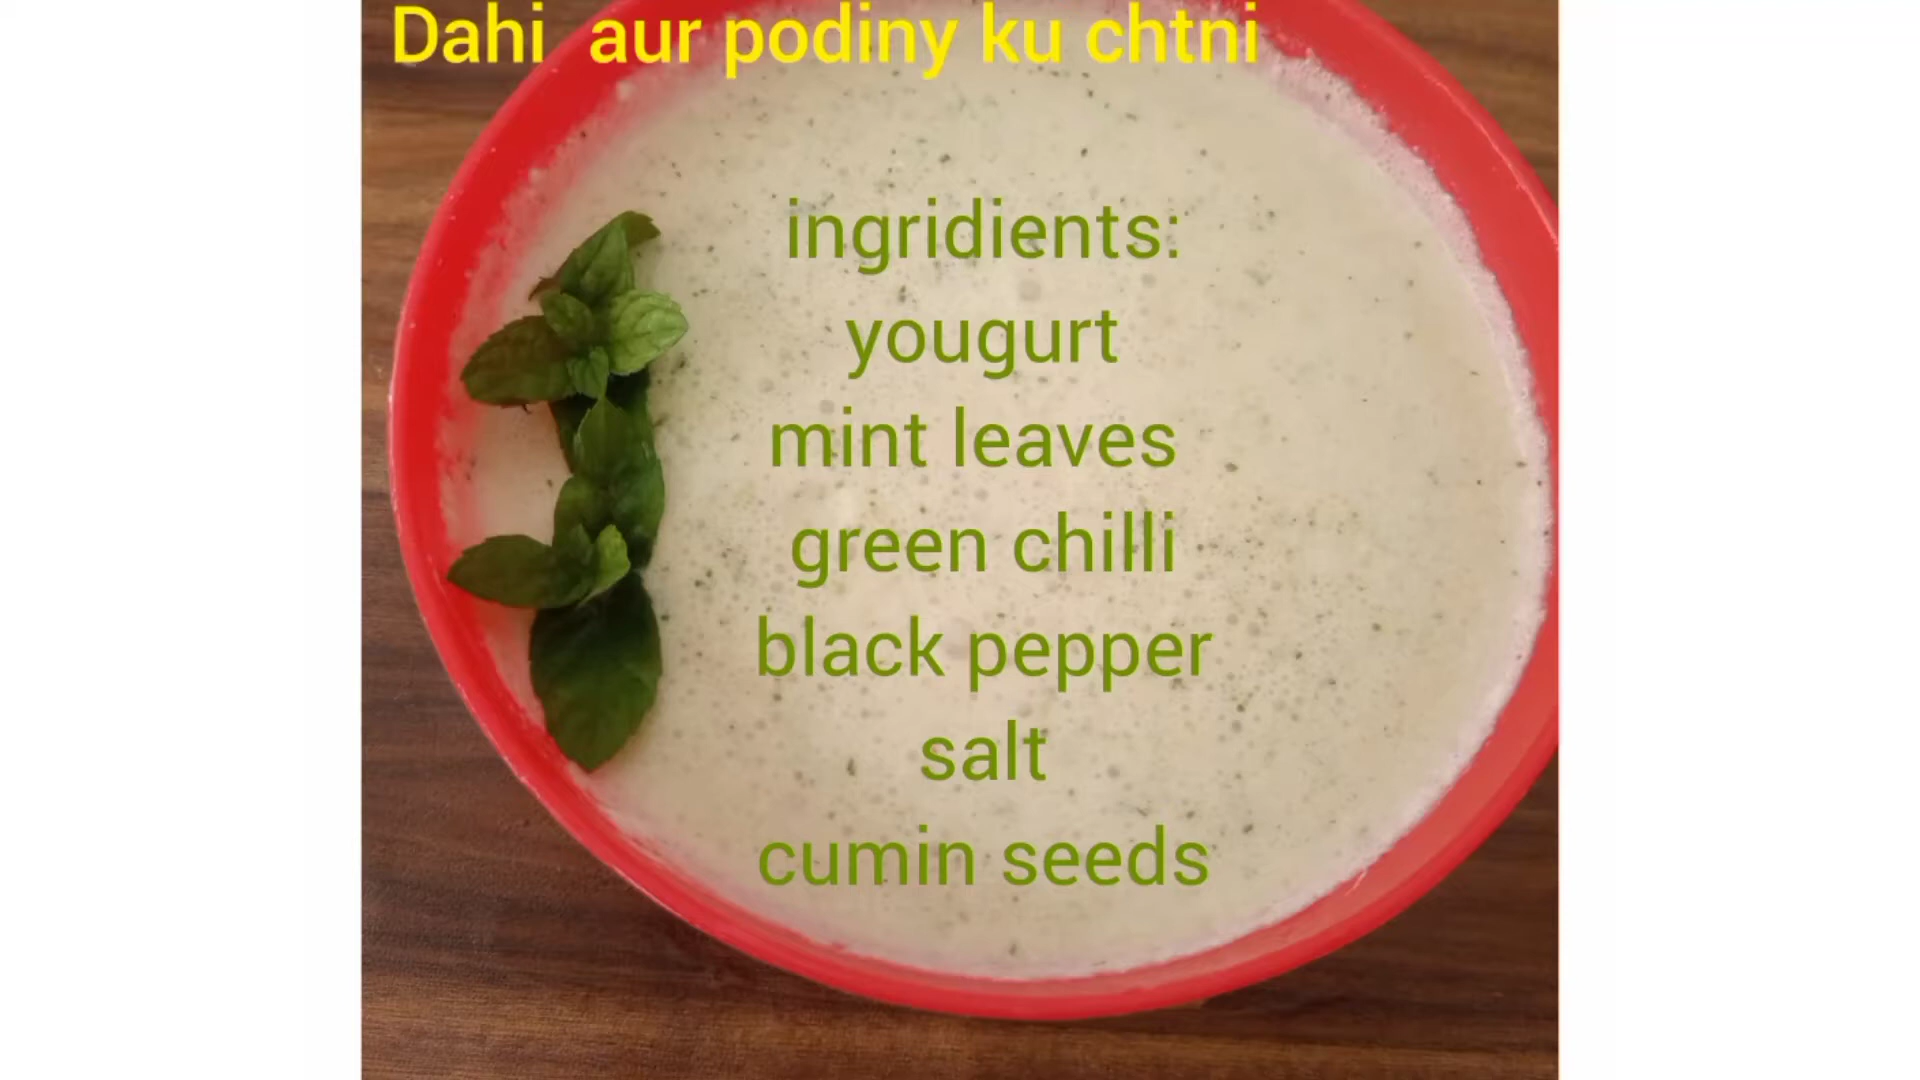 Dahi aur podiny ku chtni
ingridients:
yougurt
mint leaves
green chilli
black pepper
salt
cumin seeds